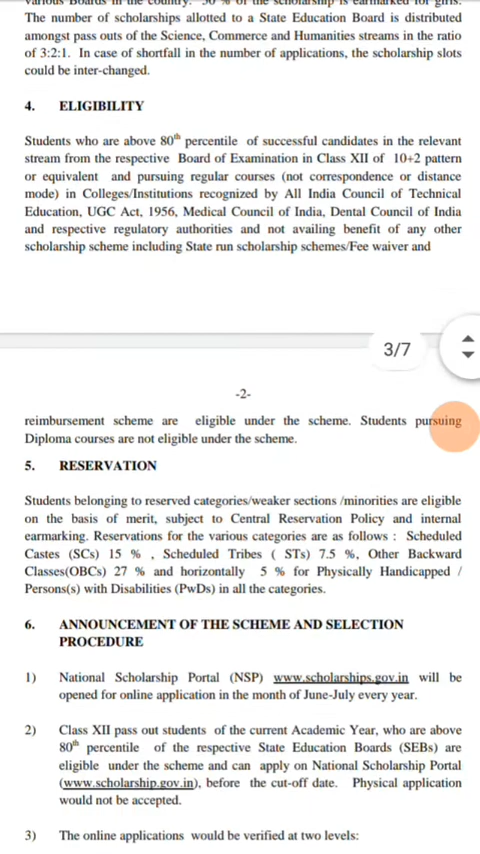 various Boards in the country. 50 % of the scholarship is earmarked for girls.
The number of scholarships allotted to a State Education Board is distributed
amongst pass outs of the Science, Commerce and Humanities streams in the ratio
of 3:2:1. In case of shortfall in the number of applications, the scholarship slots
could be inter-changed.
4. ELIGIBILITY
Students who are above 80th percentile of successful candidates in the relevant
stream from the respective Board of Examination in Class XII of 10+2 pattern
or equivalent and pursuing regular courses (not correspondence or distance
mode) in Colleges/Institutions recognized by All India Council of Technical
Education, UGC Act, 1956, Medical Council of India, Dental Council of India
and respective regulatory authorities and not availing benefit of any other
scholarship scheme including State run scholarship schemes/Fee waiver and
3/7
-2-
reimbursement scheme are eligible under the scheme. Students pursuing
Diploma courses are not eligible under the scheme.
5. RESERVATION
Students belonging to reserved categories/weaker sections /minorities are eligible
on the basis of merit, subject to Central Reservation Policy and internal
earmarking. Reservations for the various categories are as follows : Scheduled
Castes (SCs) 15 % , Scheduled Tribes ( STs) 7.5 %, Other Backward
Classes(OBCs) 27 % and horizontally 5 % for Physically Handicapped /
Persons(s) with Disabilities (PwDs) in all the categories.
6. ANNOUNCEMENT OF THE SCHEME AND SELECTION
PROCEDURE
1) National Scholarship Portal (NSP) www.scholarships.gov.in will be
opened for online application in the month of June-July every year.
2) Class XII pass out students of the current Academic Year, who are above
80th percentile of the respective State Education Boards (SEBs) are
eligible under the scheme and can apply on National Scholarship Portal
(www.scholarship.gov.in), before the cut-off date. Physical application
would not be accepted.
3) The online applications would be verified at two levels: